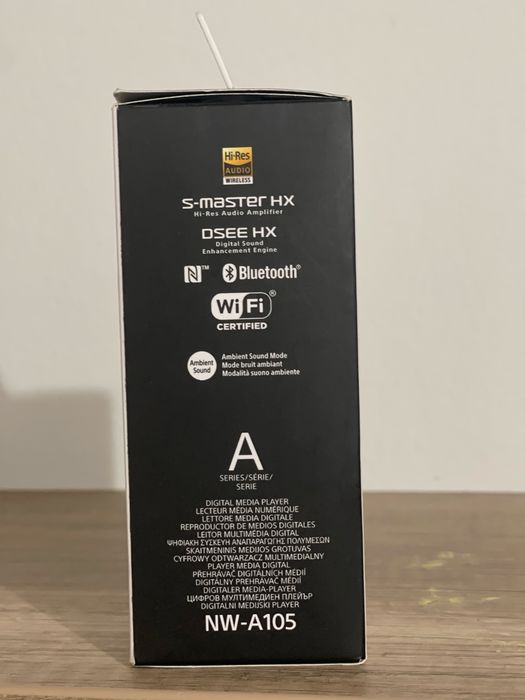 Hi-Res
AUDIO
WIRELESS
S-MASTER HX
Hi-Res Audio Amplifier
DSEE HX
Digital Sound
Enhancement Engine
N™ Bluetooth®
Wi Fi®
CERTIFIED
Ambient
Sound
Ambient Sound Mode
Mode bruit ambiant
Modalità suono ambiente
A
SERIES/SÉRIE/
SERIE
DIGITAL MEDIA PLAYER
LECTEUR MÉDIA NUMÉRIQUE
LETTORE MEDIA DIGITALE
REPRODUCTOR DE MEDIOS DIGITALES
LEITOR MULTIMÉDIA DIGITAL
ΨΗΦΙΑΚΗ ΣΥΣΚΕΥΗ ΑΝΑΠΑΡΑΓΩΓΗΣ ΠΟΛΥΜΕΣΩΝ
SKAITMENINIS MEDIJOS GROTUVAS
CYFROWY ODTWARZACZ MULTIMEDIALNY
PLAYER MEDIA DIGITAL
PŘEHRÁVAČ DIGITÁLNÍCH MÉDIÍ
DIGITÁLNY PREHRÁVAČ MÉDIÍ
DIGITALER MEDIA-PLAYER
ЦИФРОВ МУЛТИМЕДИЕН ПЛЕЙЪР
DIGITALNI MEDIJSKI PLAYER
NW-A105